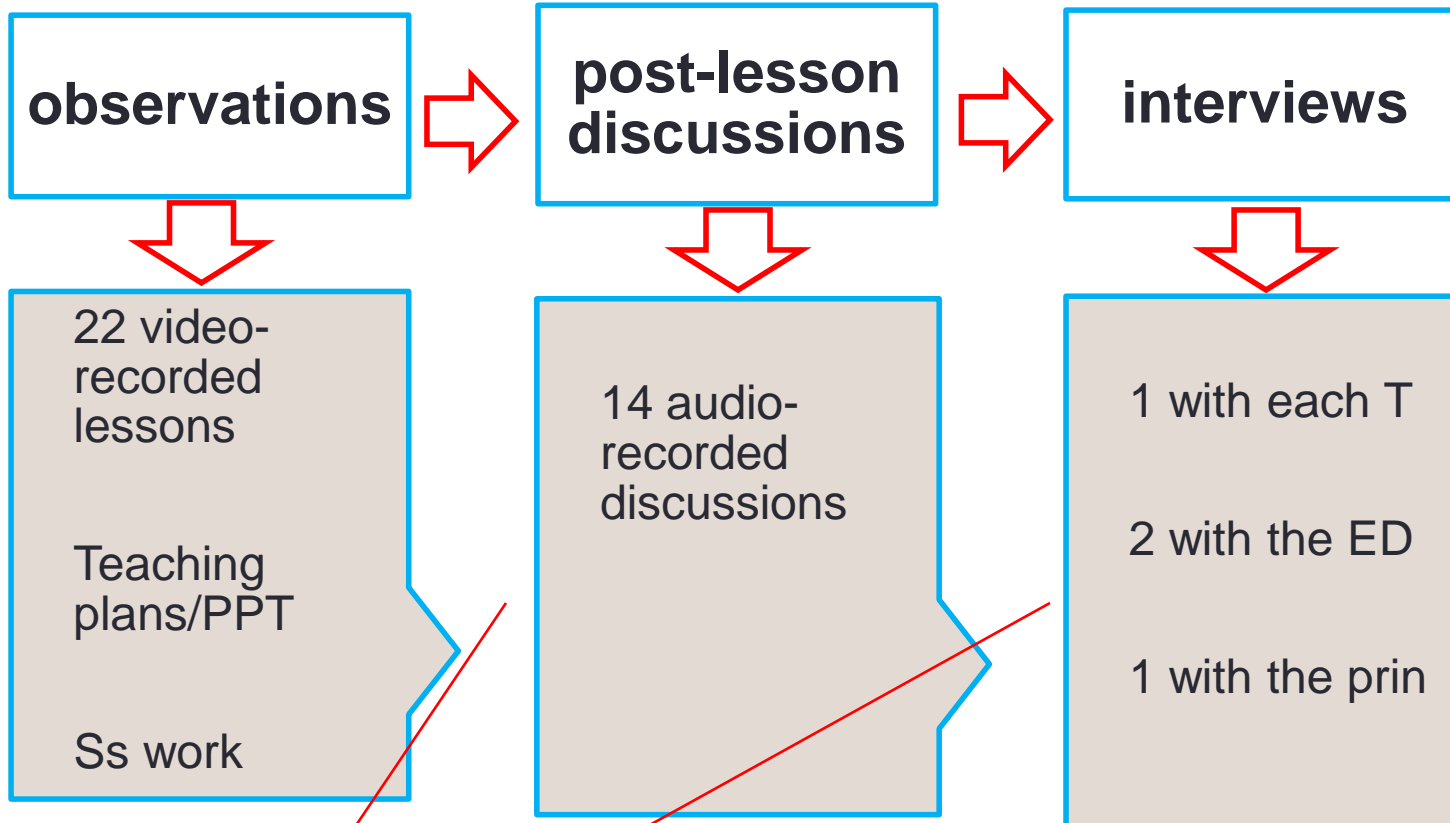 observations
post-lesson
discussions
interviews
22 video-
recorded
lessons
Teaching
plans/PPT
Ss work
14 audio-
recorded
discussions
1 with each T
2 with the ED
1 with the prin